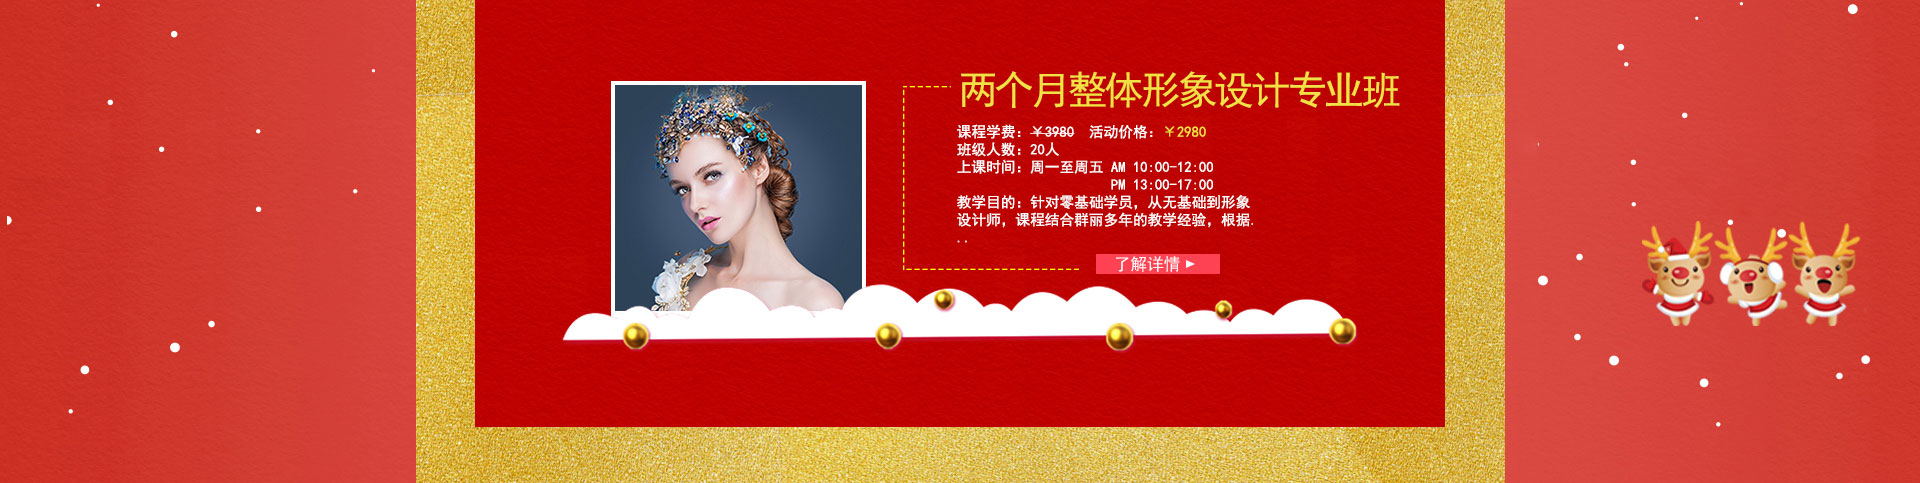 两个月整体形象设计专业班
课程学费：￥3980 活动价格：￥2980
班级人数：20人
上课时间：周一至周五 AM 10:00-12:00
PM 13:00-17:00
教学目的：针对零基础学员，从无基础到形象
设计师，课程结合群丽多年的教学经验，根据.
..
了解详情